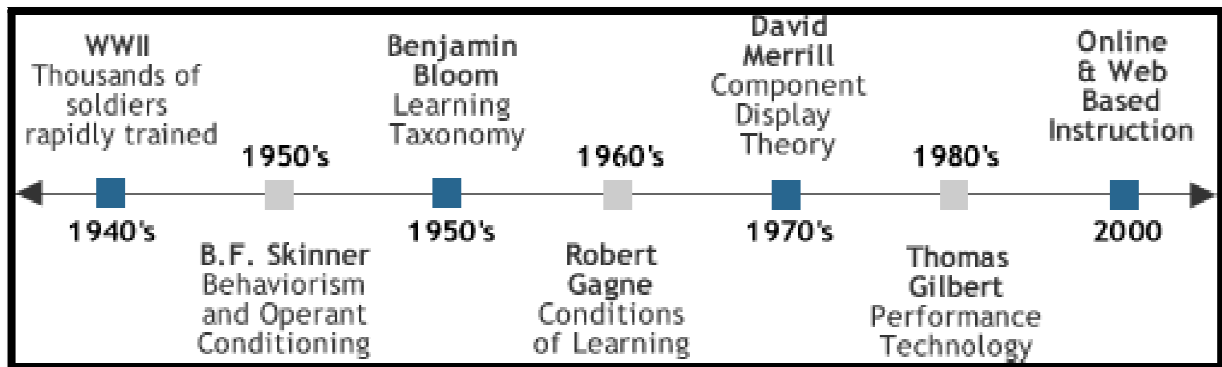 WWII
Thousands of
soldiers
rapidly trained
1940's
1950's
B.F. Skinner
Behaviorism
and Operant
Conditioning
Benjamin
Bloom
Learning
Taxonomy
1950's
1960's
Robert
Gagne
Conditions
of Learning
David
Merrill
Component
Display
Theory
1970's
1980's
Thomas
Gilbert
Performance
Technology
Online
& Web
Based
Instruction
2000